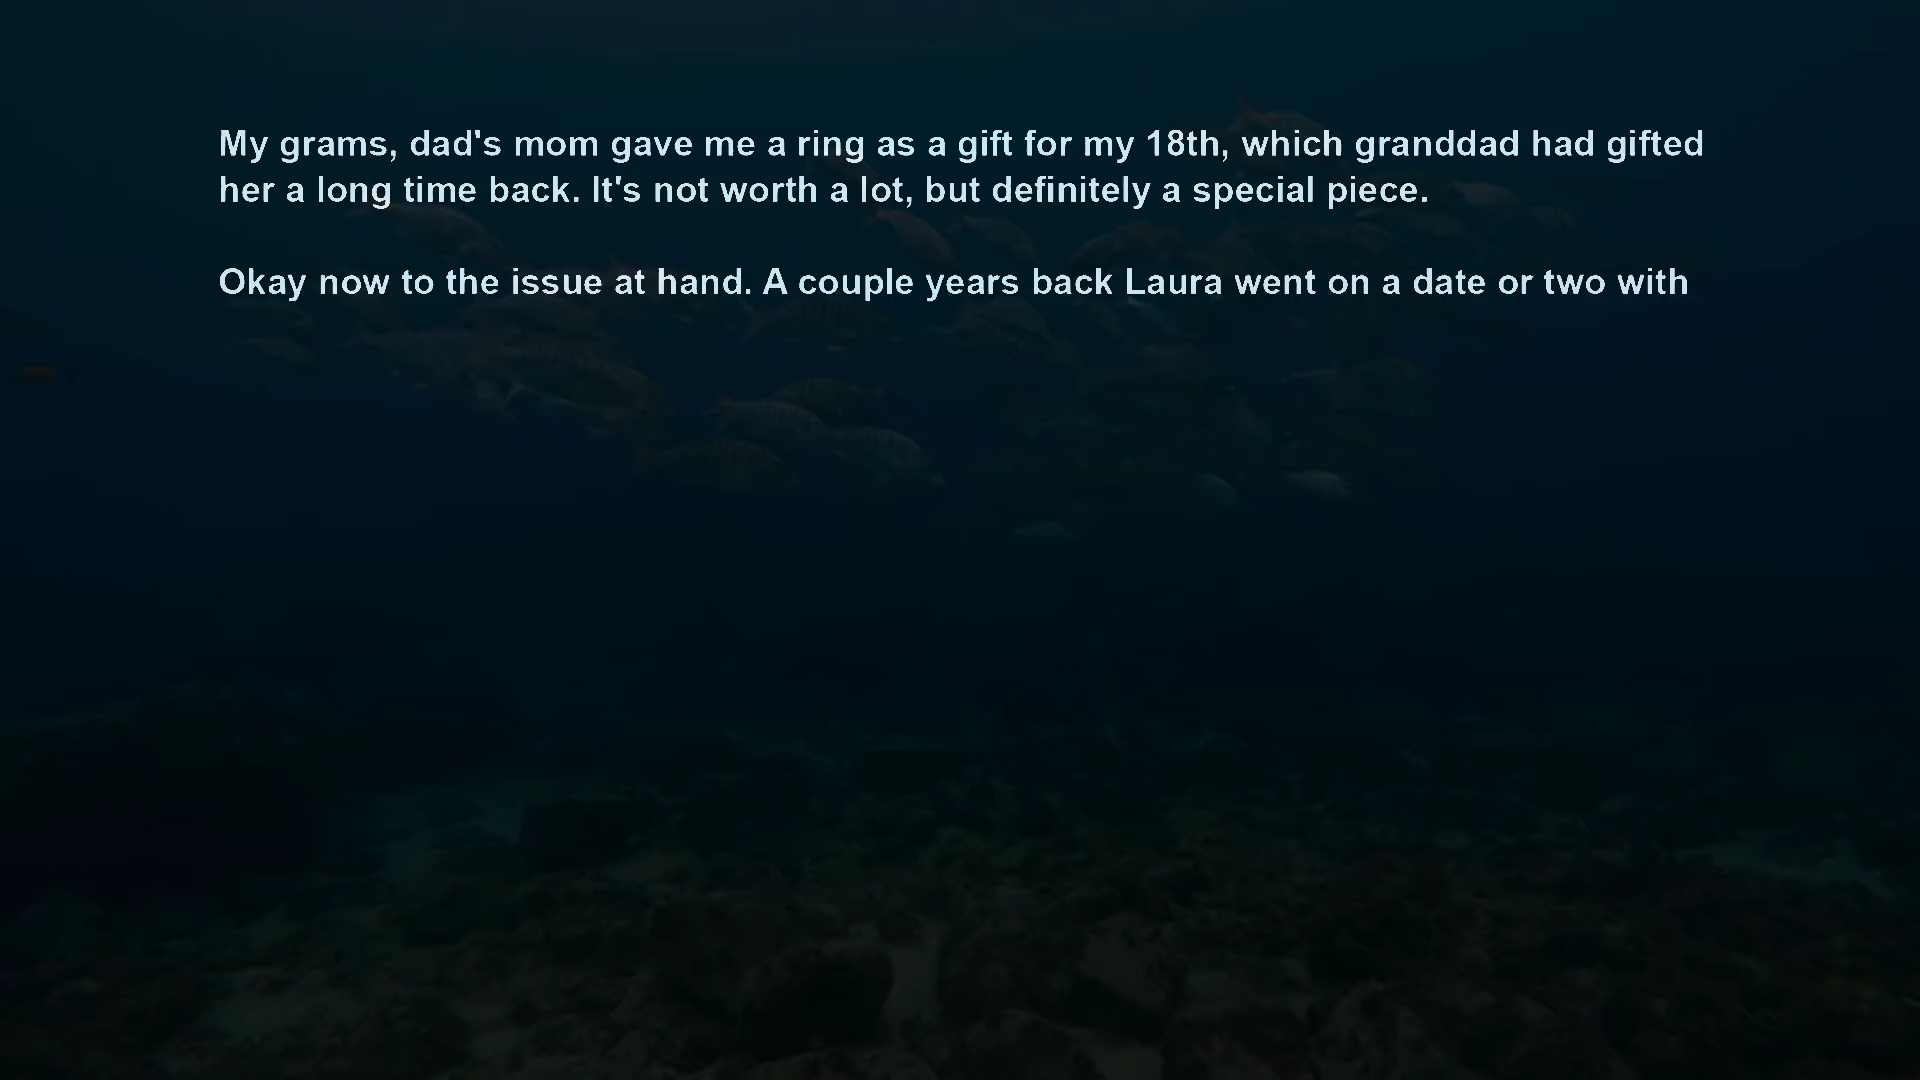 My grams, dad's mom gave me a ring as a gift for my 18th, which granddad had gifted
her a long time back. It's not worth a lot, but definitely a special piece.
Okay now to the issue at hand. A couple years back Laura went on a date or two with